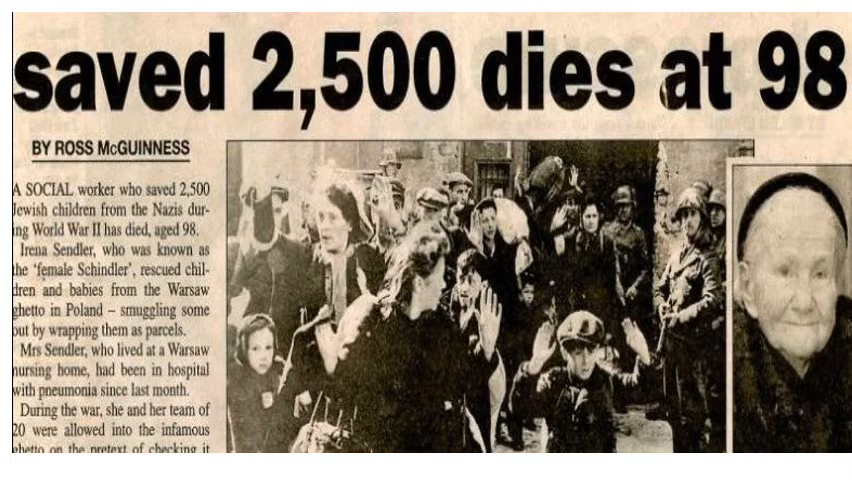 saved 2,500 dies at 98
BY ROSS McGUINNESS
A SOCIAL worker who saved 2,500
Jewish children from the Nazis dur-
ing World War II has died, aged 98.
Irena Sendler, who was known as
the ‘female Schindler’, rescued chil-
dren and babies from the Warsaw
ghetto in Poland – smuggling some
out by wrapping them as parcels.
Mrs Sendler, who lived at a Warsaw
nursing home, had been in hospital
with pneumonia since last month.
During the war, she and her team of
20 were allowed into the infamous
ghetto on the pretext of checking it